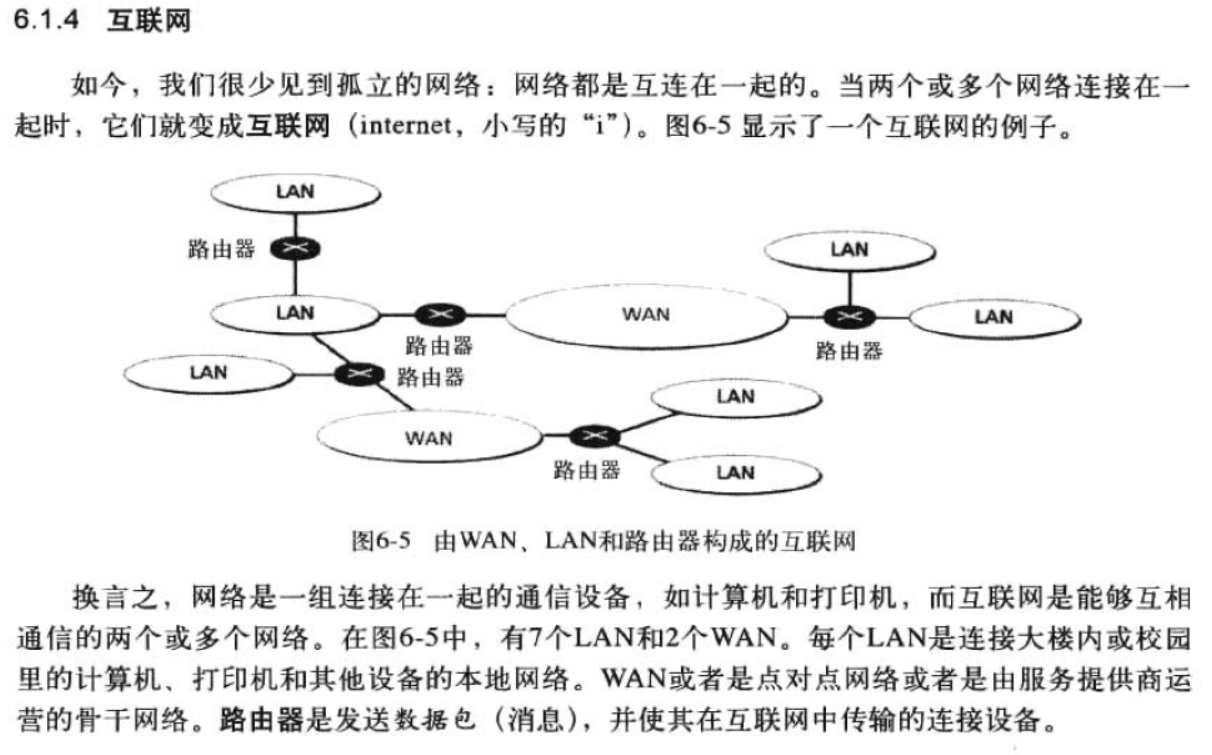 6.1.4 互联网
如今，我们很少见到孤立的网络：网络都是互连在一起的。当两个或多个网络连接在一
起时，它们就变成互联网（internet，小写的“i”）。图6-5 显示了一个互联网的例子。
LAN
路由器
LAN
LAN
WAN
LAN
路由器
路由器
LAN
路由器
LAN
WAN
路由器
LAN
图6-5 由WAN、LAN和路由器构成的互联网
换言之，网络是一组连接在一起的通信设备，如计算机和打印机，而互联网是能够互相
通信的两个或多个网络。在图6-5中，有7个LAN和2个WAN。每个LAN是连接大楼内或校园
里的计算机、打印机和其他设备的本地网络。WAN或者是点对点网络或者是由服务提供商运
营的骨干网络。路由器是发送数据包（消息），并使其在互联网中传输的连接设备。